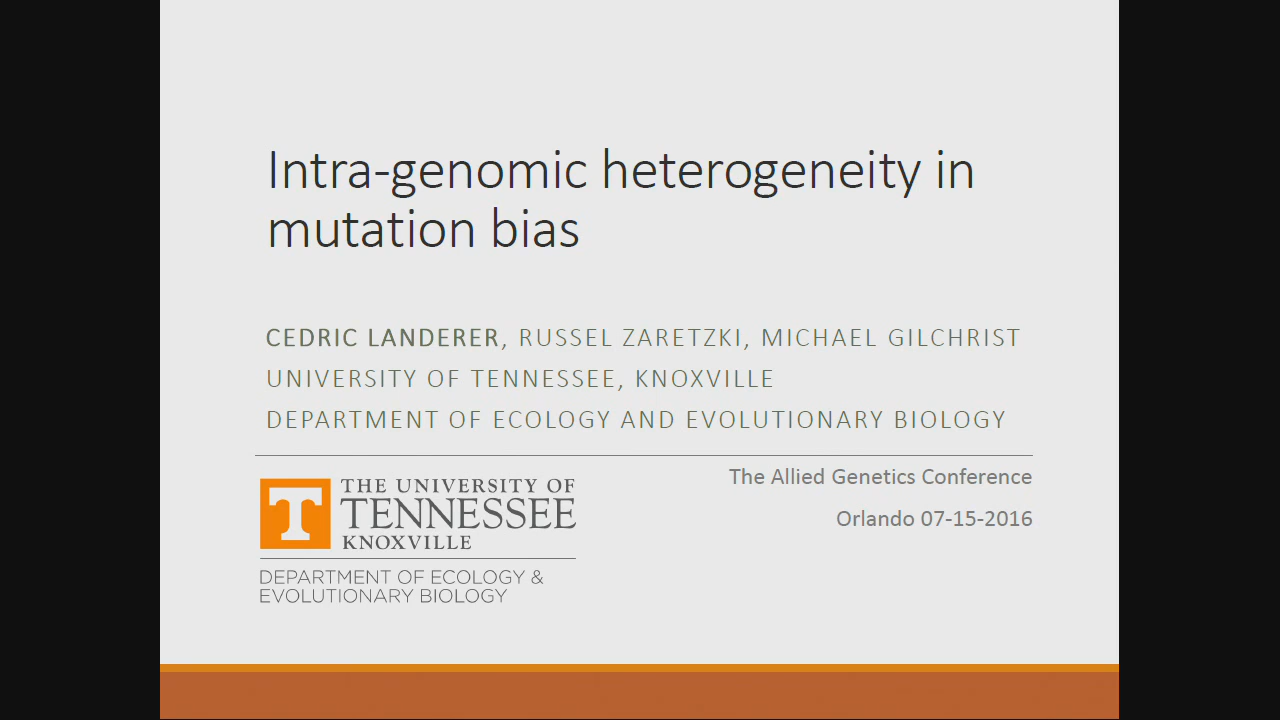 Intra-genomic heterogeneity in
mutation bias
CEDRIC LANDERER, RUSSEL ZARETZKI, MICHAEL GILCHRIST
UNIVERSITY OF TENNESSEE, KNOXVILLE
DEPARTMENT OF ECOLOGY AND EVOLUTIONARY BIOLOGY
The Allied Genetics Conference
Orlando 07-15-2016
T
THE UNIVERSITY OF
TENNESSEE
KNOXVILLE
DEPARTMENT OF ECOLOGY &
EVOLUTIONARY BIOLOGY